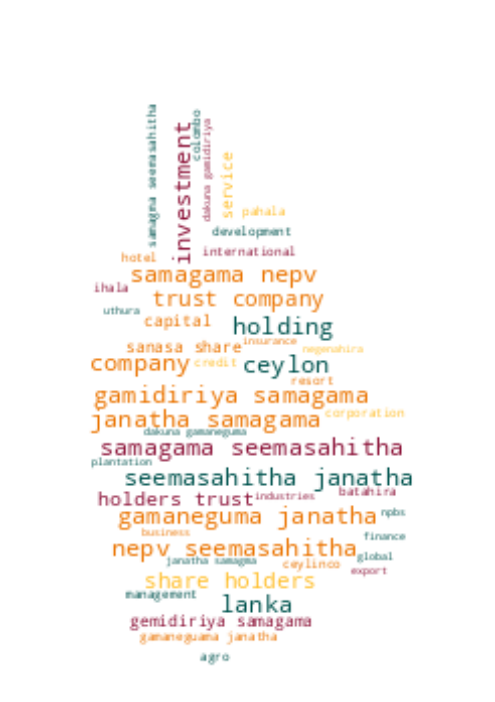 samagma seemasahitha
investment
colombo
dakuna gamidiriya
service
pahala
development
international
hotel
samagama nepv
ihala
trust company
uthura
capital
holding
insurance
sanasa share
negenahira
company
credit
ceylon
resort
gamidiriya samagama
janatha samagama
corporation
dakuna gamaneguma
samagama seemasahitha
plantation
seemasahitha janatha
holders trust
industries
batahira
gamaneguma janatha
npbs
business
finance
nepv seemasahitha
global
janatha samagma
ceylinco
export
share holders
management
lanka
gemidiriya samagama
gamaneguama janatha
agro